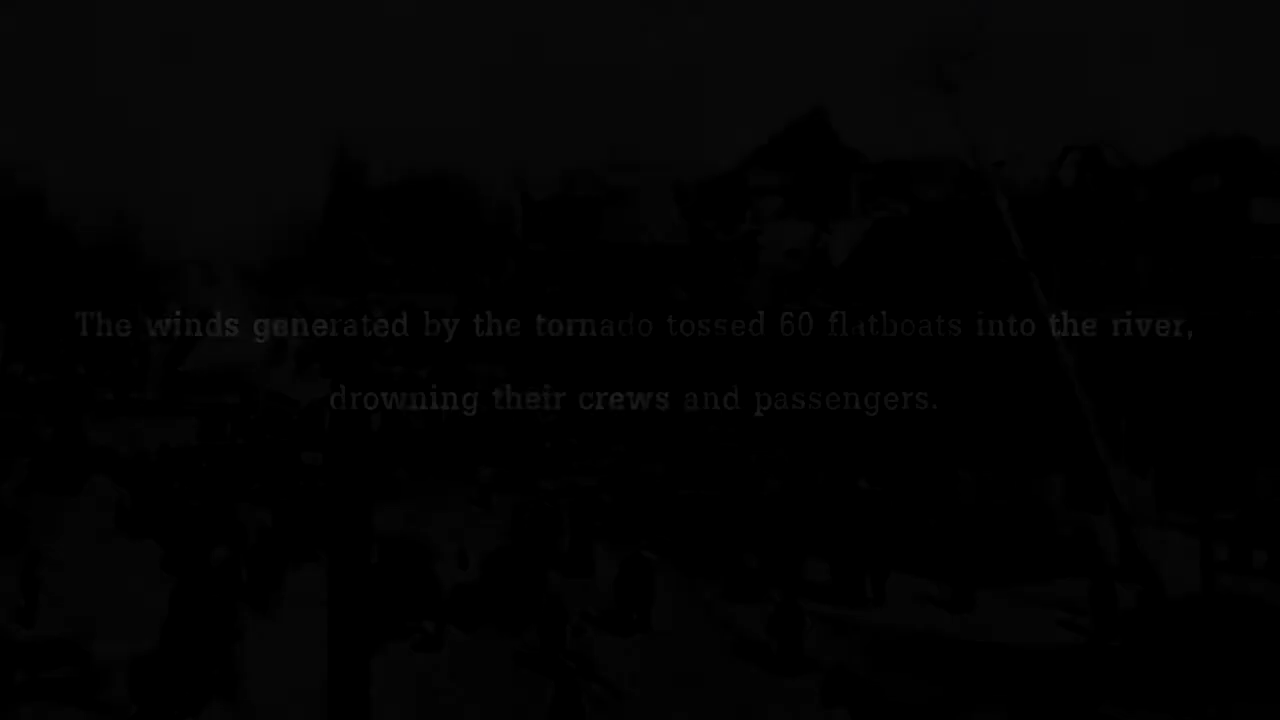 The winds generated by the tornado tossed 60 flatboats into the river,
drowning their crews and passengers.